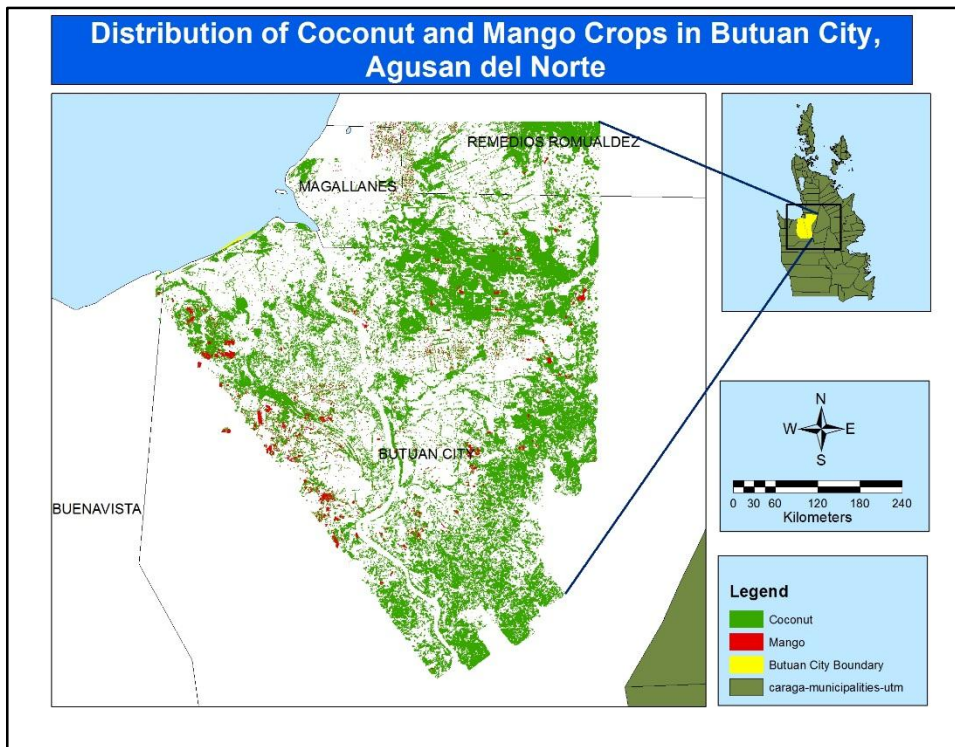 Distribution of Coconut and Mango Crops in Butuan City,
Agusan del Norte
REMEDIOS ROMUALDEZ
MAGALLANES
BUTUAN CITY
BUENAVISTA
N
W E
S
0 30 60 120 180 240
Kilometers
Legend
Coconut
Mango
Butuan City Boundary
caraga-municipalities-utm